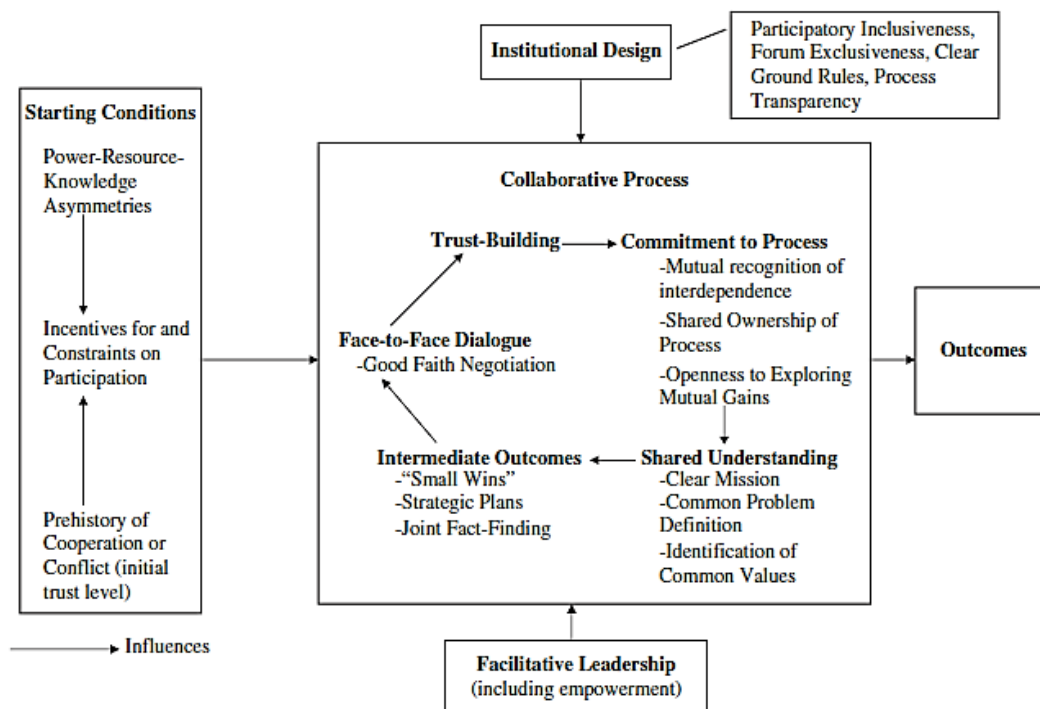 Institutional Design
Participatory Inclusiveness,
Forum Exclusiveness, Clear
Ground Rules, Process
Transparency
Starting Conditions
Power-Resource-
Knowledge
Asymmetries
Incentives for and
Constraints on
Participation
Prehistory of
Cooperation or
Conflict (initial
trust level)
Influences
Collaborative Process
Trust-Building
Commitment to Process
-Mutual recognition of
interdependence
-Shared Ownership of
Process
-Openness to Exploring
Mutual Gains
Face-to-Face Dialogue
-Good Faith Negotiation
Intermediate Outcomes
-“Small Wins”
-Strategic Plans
-Joint Fact-Finding
Shared Understanding
-Clear Mission
-Common Problem
Definition
-Identification of
Common Values
Outcomes
Facilitative Leadership
(including empowerment)